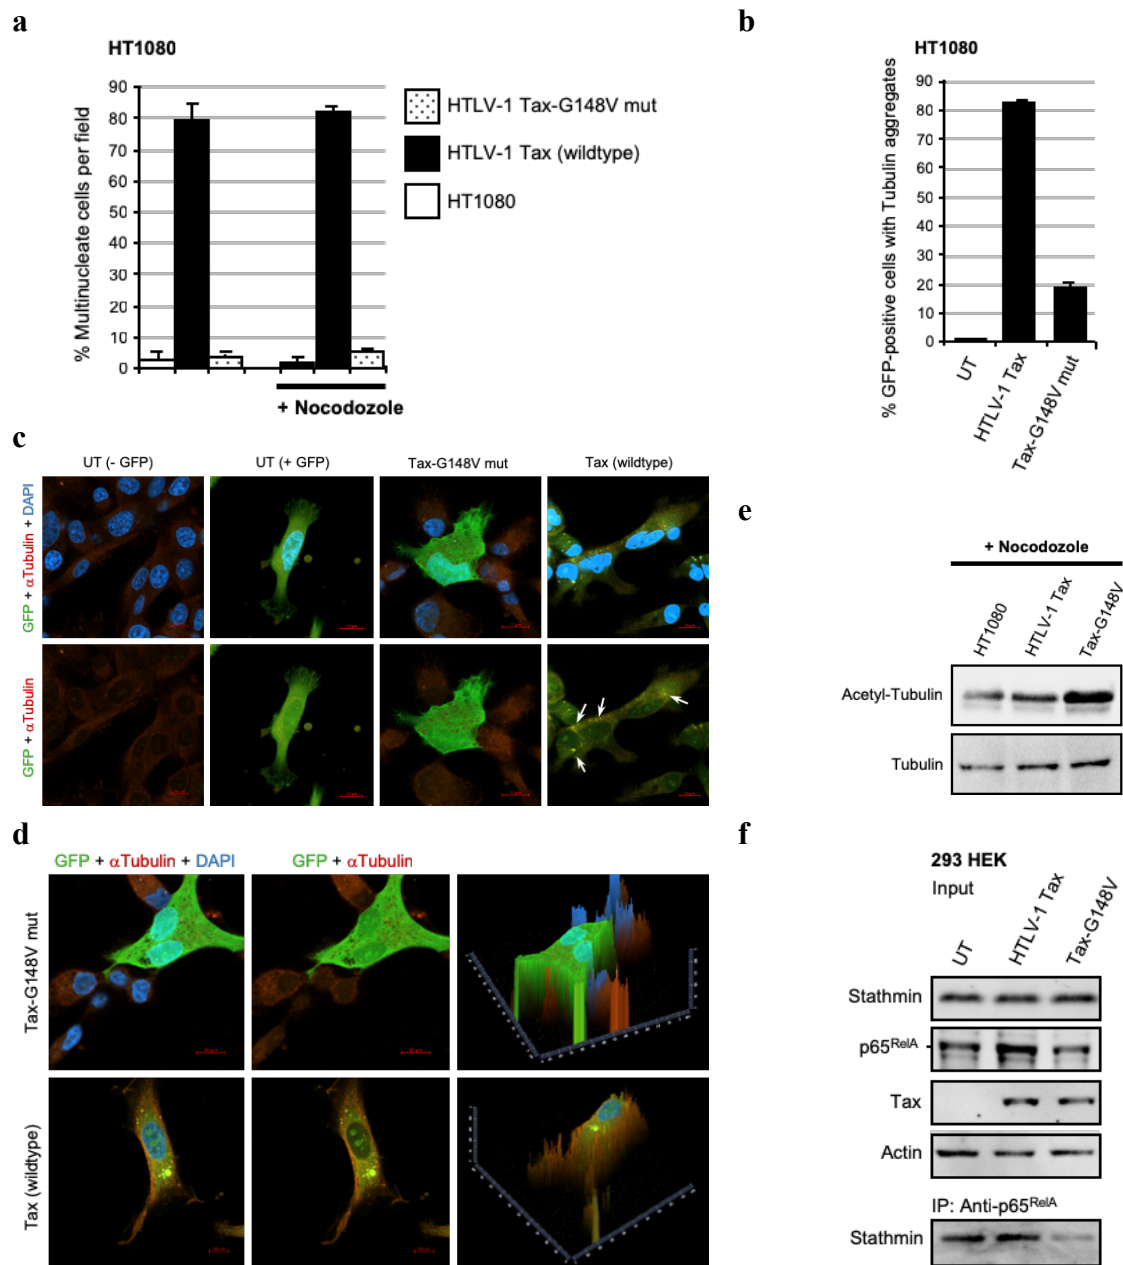 a
HT1080
% Multinucleate cells per field
90
80
70
60
50
40
30
20
10
0
+ Nocodozole
HTLV-1 Tax-G148V mut
HTLV-1 Tax (wildtype)
HT1080
b
HT1080
% GFP-positive cells with Tubulin aggregates
90
80
70
60
50
40
30
20
10
0
UT
HTLV-1 Tax
Tax-G148V mut
c
UT (- GFP)
UT (+ GFP)
Tax-G148V mut
Tax (wildtype)
GFP + αTubulin + DAPI
GFP + αTubulin
d
GFP + αTubulin + DAPI
GFP + αTubulin
Tax-G148V mut
Tax (wildtype)
e
+ Nocodozole
HT1080
HTLV-1 Tax
Tax-G148V
Acetyl-Tubulin
Tubulin
f
293 HEK
Input
UT
HTLV-1 Tax
Tax-G148V
Stathmin
p65RelA
Tax
Actin
IP: Anti-p65RelA
Stathmin